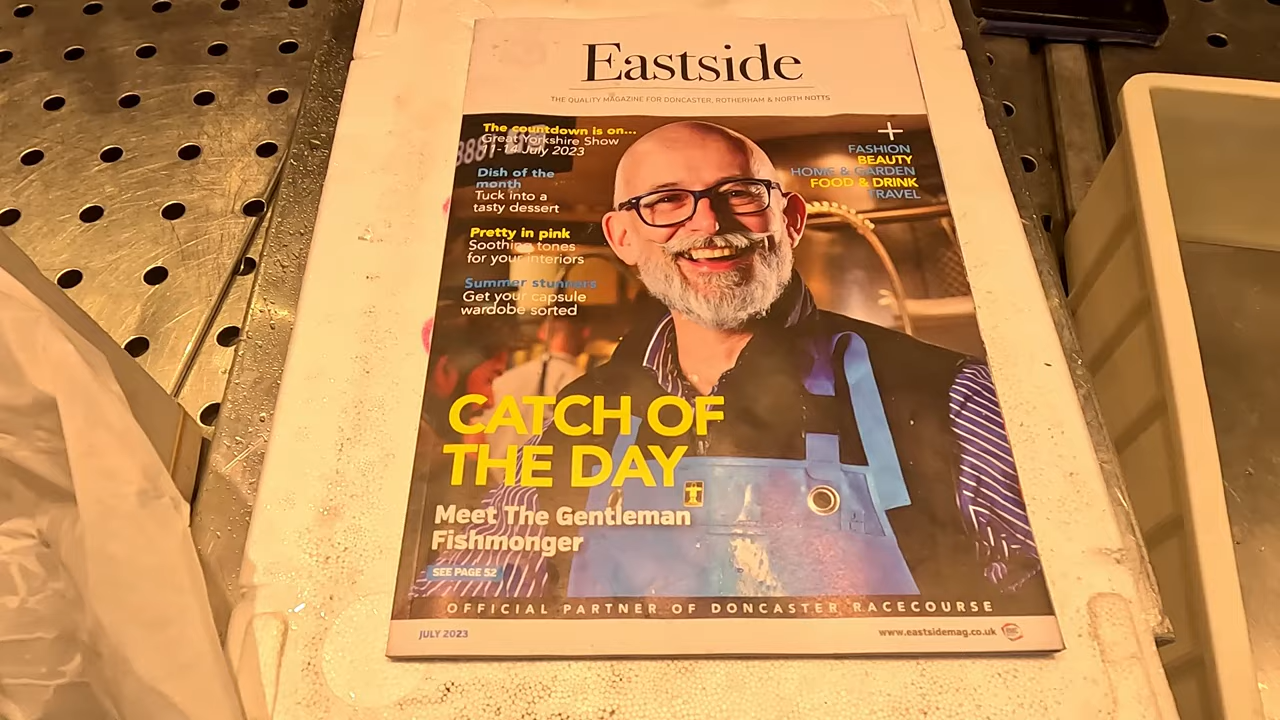 Eastside
THE QUALITY MAGAZINE FOR DONCASTER, ROTHERHAM & NORTH NOTTS
The countdown is on...
Great Yorkshire Show
11-14 July 2023
Dish of the
month
Tuck into a
tasty dessert
Pretty in pink
Soothing tones
for your interiors
Summer stunners
Get your capsule
wardobe sorted
+
FASHION
BEAUTY
HOME & GARDEN
FOOD & DRINK
TRAVEL
CATCH OF
THE DAY
Meet The Gentleman
Fishmonger
SEE PAGE 52
OFFICIAL PARTNER OF DONCASTER RACECOURSE
JULY 2023
www.eastsidemag.co.uk